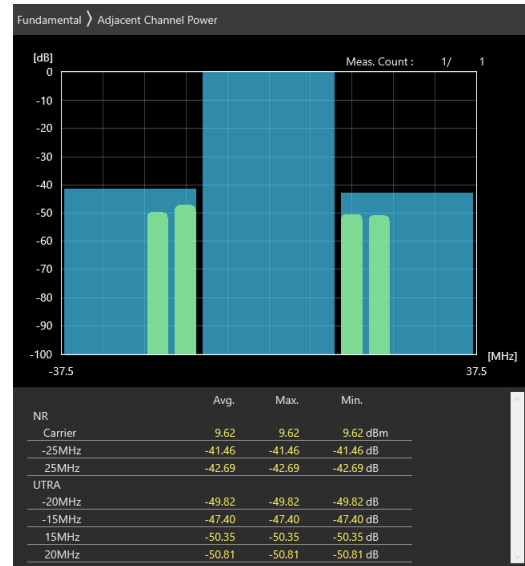 Fundamental 〉 Adjacent Channel Power
[dB]
Meas. Count : 1/ 1
0
-10
-20
-30
-40
-50
-60
-70
-80
-90
-100
[MHz]
-37.5 37.5
Avg. Max. Min.
NR
Carrier 9.62 9.62 9.62 dBm
-25MHz -41.46 -41.46 -41.46 dB
25MHz -42.69 -42.69 -42.69 dB
UTRA
-20MHz -49.82 -49.82 -49.82 dB
-15MHz -47.40 -47.40 -47.40 dB
15MHz -50.35 -50.35 -50.35 dB
20MHz -50.81 -50.81 -50.81 dB